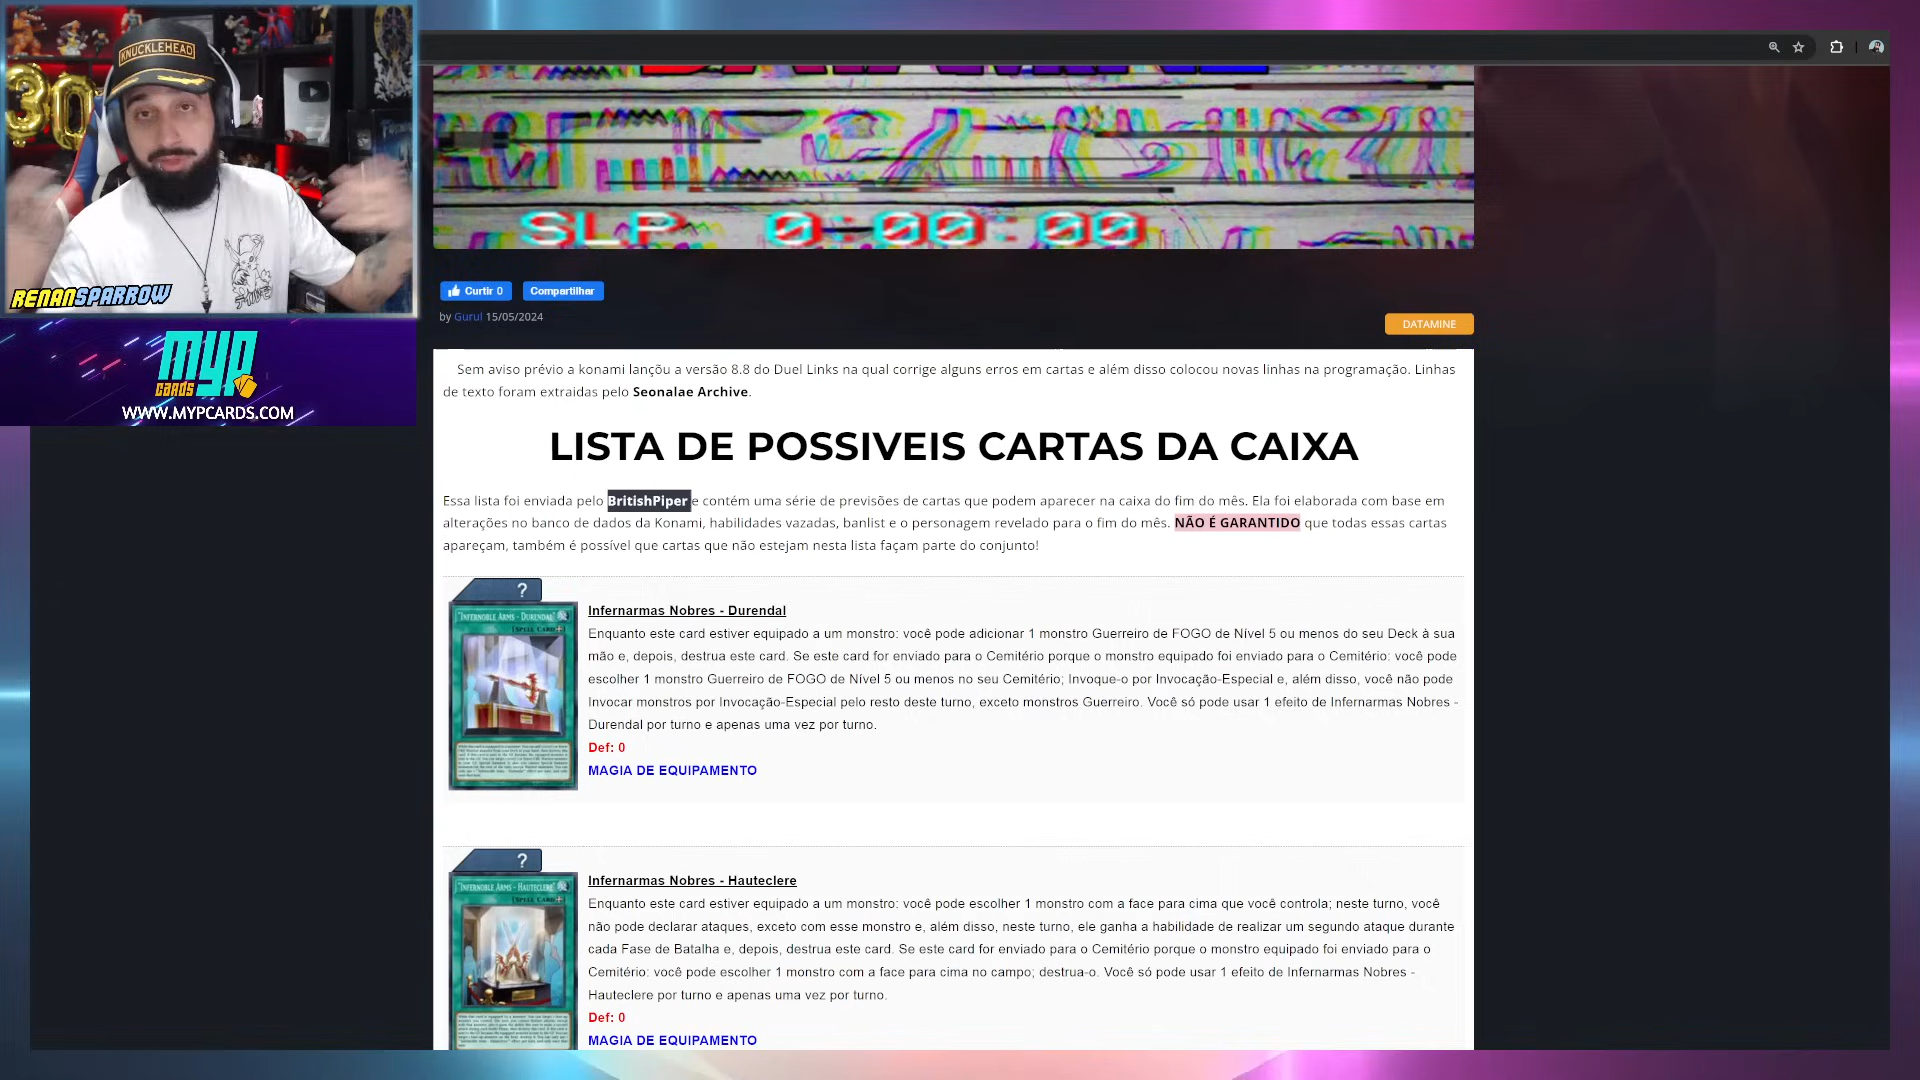 KNUCKLEHEAD
30
RENANSPARROW
MYP
CARDS
WWW.MYPCARDS.COM
SLP 0:00:00
Curtir 0
Compartilhar
by Gurul 15/05/2024
DATAMINE
Sem aviso prévio a konami lançõu a versão 8.8 do Duel Links na qual corrige alguns erros em cartas e além disso colocou novas linhas na programação. Linhas
de texto foram extraidas pelo Seonalae Archive.
LISTA DE POSSIVEIS CARTAS DA CAIXA
Essa lista foi enviada pelo BritishPiper e contém uma série de previsões de cartas que podem aparecer na caixa do fim do mês. Ela foi elaborada com base em
alterações no banco de dados da Konami, habilidades vazadas, banlist e o personagem revelado para o fim do mês. NÃO É GARANTIDO que todas essas cartas
apareçam, também é possível que cartas que não estejam nesta lista façam parte do conjunto!
?
"INFERNOBLE ARMS - DURENDAL"
[SPELL CARD]
Infernarmas Nobres - Durendal
Enquanto este card estiver equipado a um monstro: você pode adicionar 1 monstro Guerreiro de FOGO de Nível 5 ou menos do seu Deck à sua
mão e, depois, destrua este card. Se este card for enviado para o Cemitério porque o monstro equipado foi enviado para o Cemitério: você pode
escolher 1 monstro Guerreiro de FOGO de Nível 5 ou menos no seu Cemitério; Invoque-o por Invocação-Especial e, além disso, você não pode
Invocar monstros por Invocação-Especial pelo resto deste turno, exceto monstros Guerreiro. Você só pode usar 1 efeito de Infernarmas Nobres -
Durendal por turno e apenas uma vez por turno.
Def: 0
MAGIA DE EQUIPAMENTO
?
"INFERNOBLE ARMS - HAUTECLERE"
[SPELL CARD]
Infernarmas Nobres - Hauteclere
Enquanto este card estiver equipado a um monstro: você pode escolher 1 monstro com a face para cima que você controla; neste turno, você
não pode declarar ataques, exceto com esse monstro e, além disso, neste turno, ele ganha a habilidade de realizar um segundo ataque durante
cada Fase de Batalha e, depois, destrua este card. Se este card for enviado para o Cemitério porque o monstro equipado foi enviado para o
Cemitério: você pode escolher 1 monstro com a face para cima no campo; destrua-o. Você só pode usar 1 efeito de Infernarmas Nobres -
Hauteclere por turno e apenas uma vez por turno.
Def: 0
MAGIA DE EQUIPAMENTO